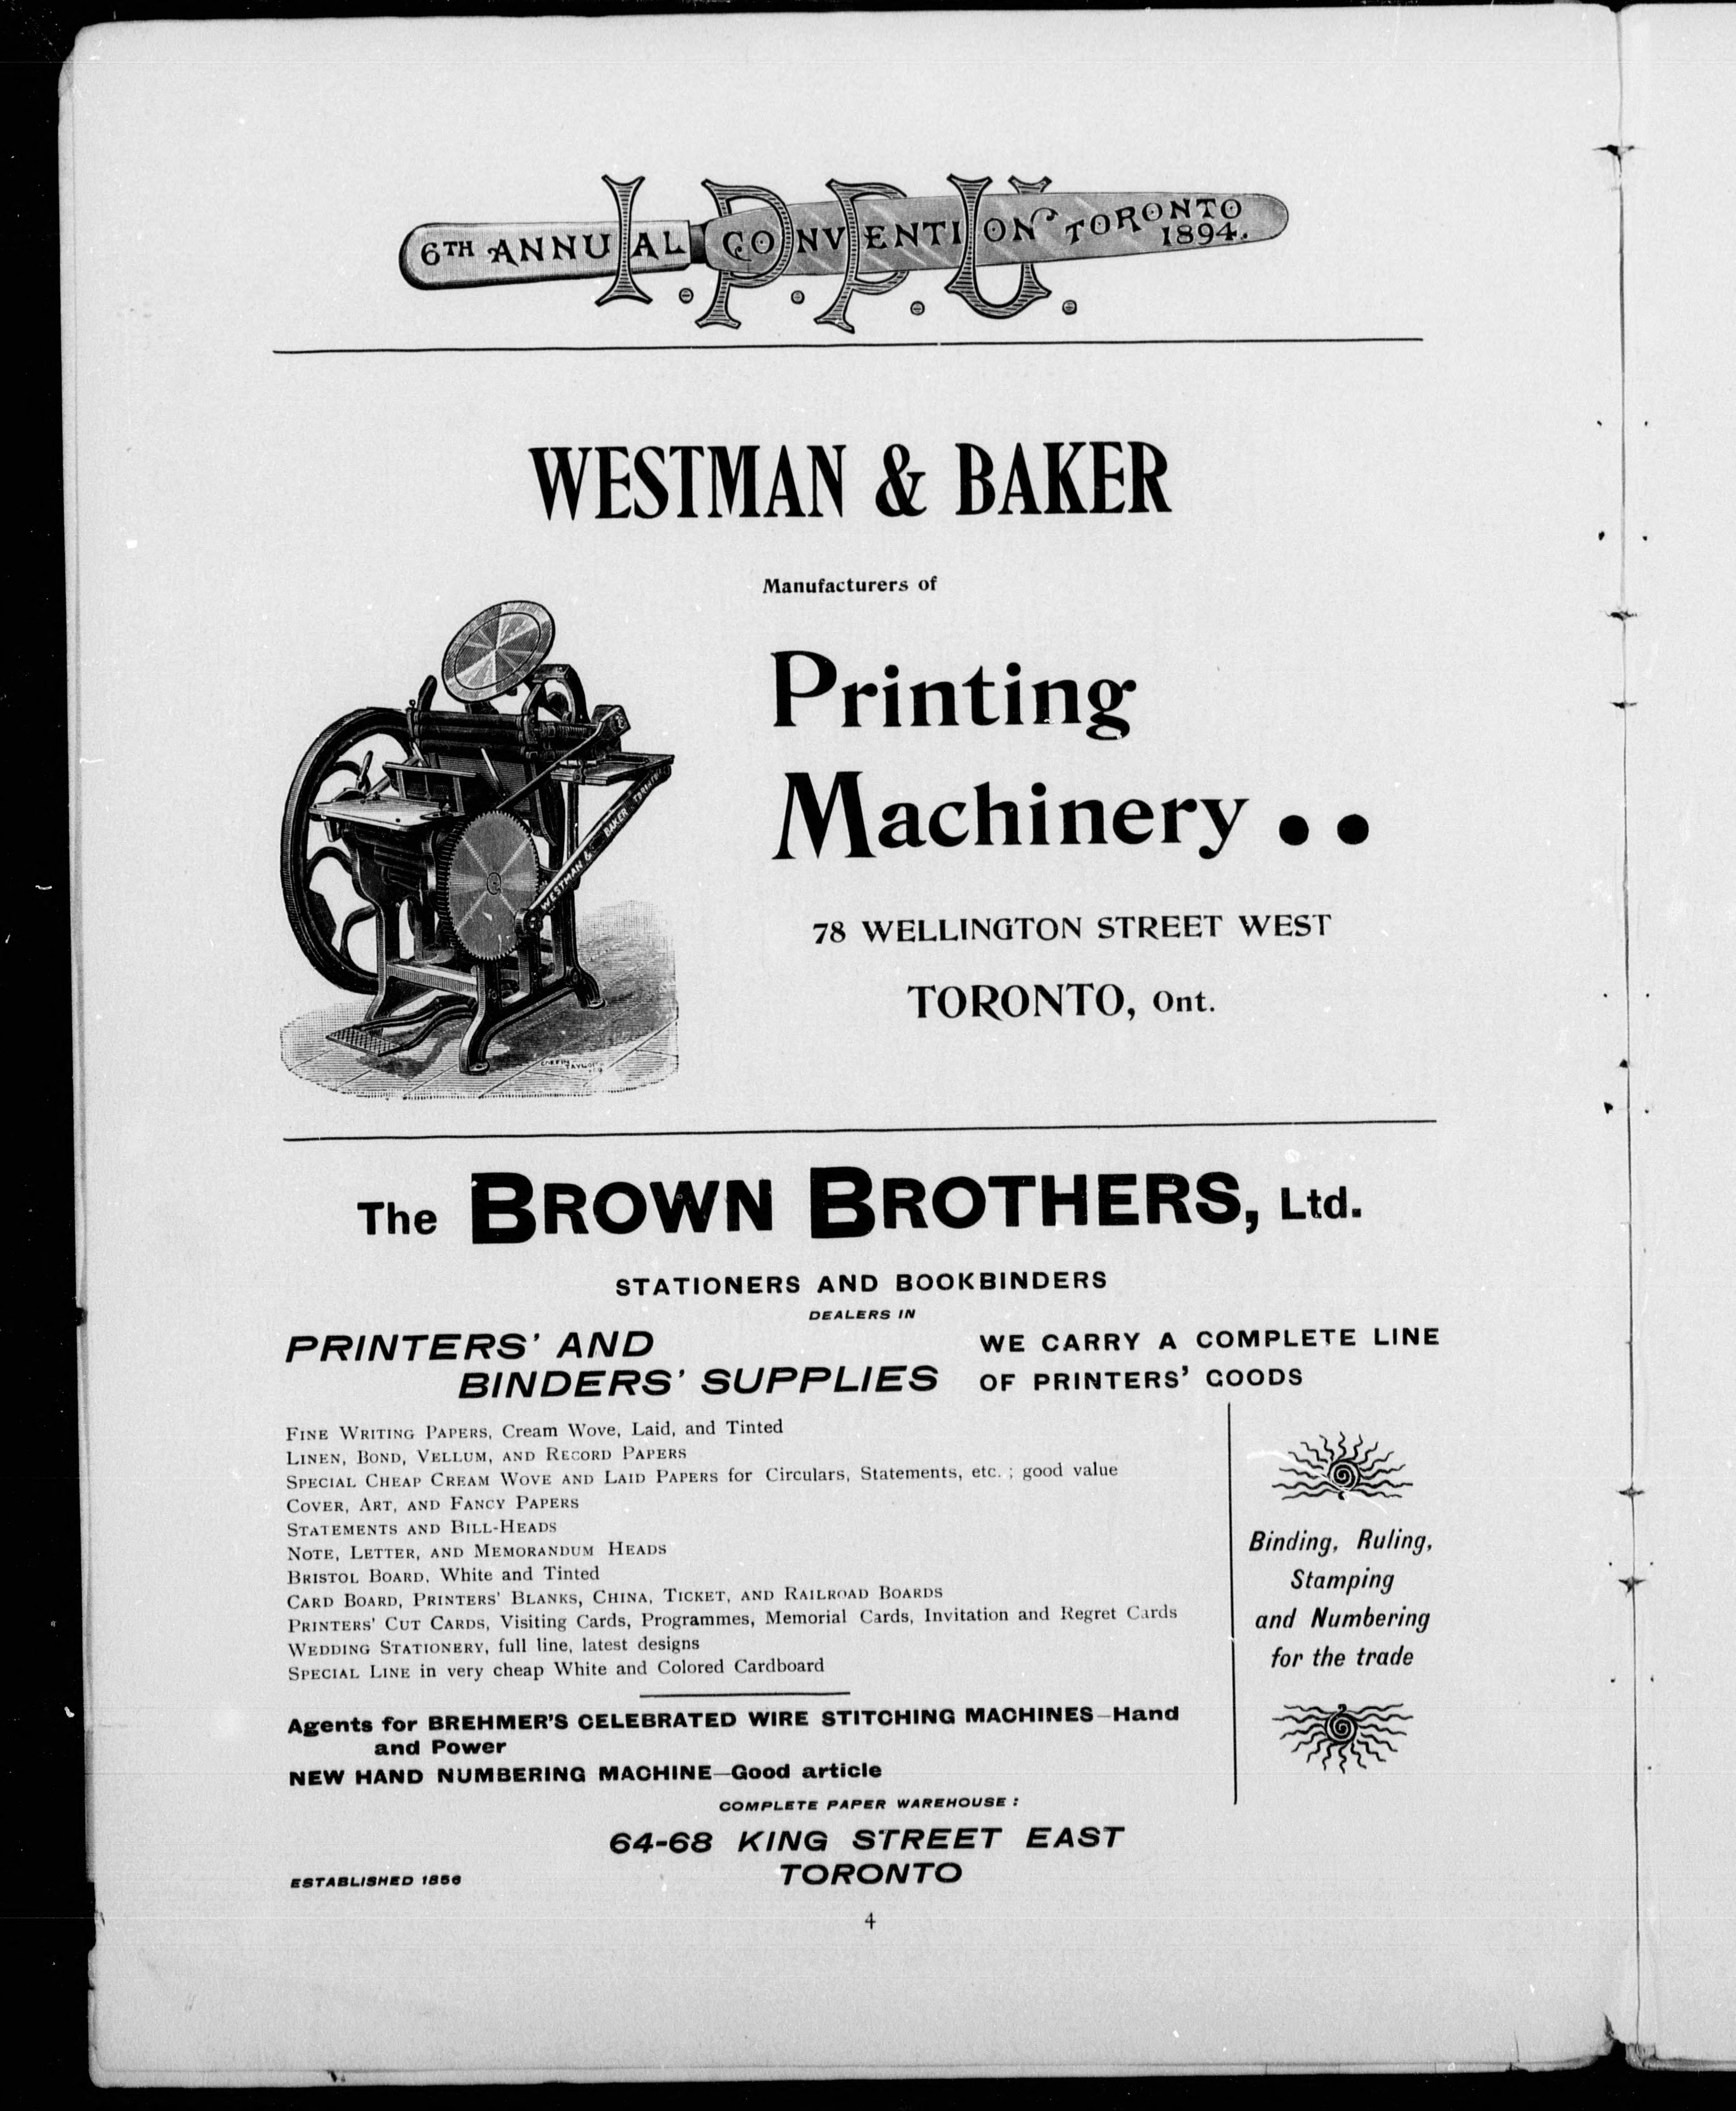 I.P.P.U.
6TH ANNUAL CONVENTION TORONTO
1894.
WESTMAN & BAKER
Manufacturers of
Printing
Machinery • •
WESTMAN & BAKER TORONTO
78 WELLINGTON STREET WEST
TORONTO, Ont.
The BROWN BROTHERS, Ltd.
STATIONERS AND BOOKBINDERS
DEALERS IN
PRINTERS' AND
BINDERS' SUPPLIES
WE CARRY A COMPLETE LINE
OF PRINTERS' GOODS
FINE WRITING PAPERS, Cream Wove, Laid, and Tinted
LINEN, BOND, VELLUM, AND RECORD PAPERS
SPECIAL CHEAP CREAM WOVE AND LAID PAPERS for Circulars, Statements, etc. ; good value
COVER, ART, AND FANCY PAPERS
STATEMENTS AND BILL-HEADS
NOTE, LETTER, AND MEMORANDUM HEADS
BRISTOL BOARD, White and Tinted
CARD BOARD, PRINTERS' BLANKS, CHINA, TICKET, AND RAILROAD BOARDS
PRINTERS' CUT CARDS, Visiting Cards, Programmes, Memorial Cards, Invitation and Regret Cards
WEDDING STATIONERY, full line, latest designs
SPECIAL LINE in very cheap White and Colored Cardboard
Binding, Ruling,
Stamping
and Numbering
for the trade
Agents for BREHMER'S CELEBRATED WIRE STITCHING MACHINES—Hand
and Power
NEW HAND NUMBERING MACHINE—Good article
COMPLETE PAPER WAREHOUSE :
64-68 KING STREET EAST
TORONTO
ESTABLISHED 1856
4